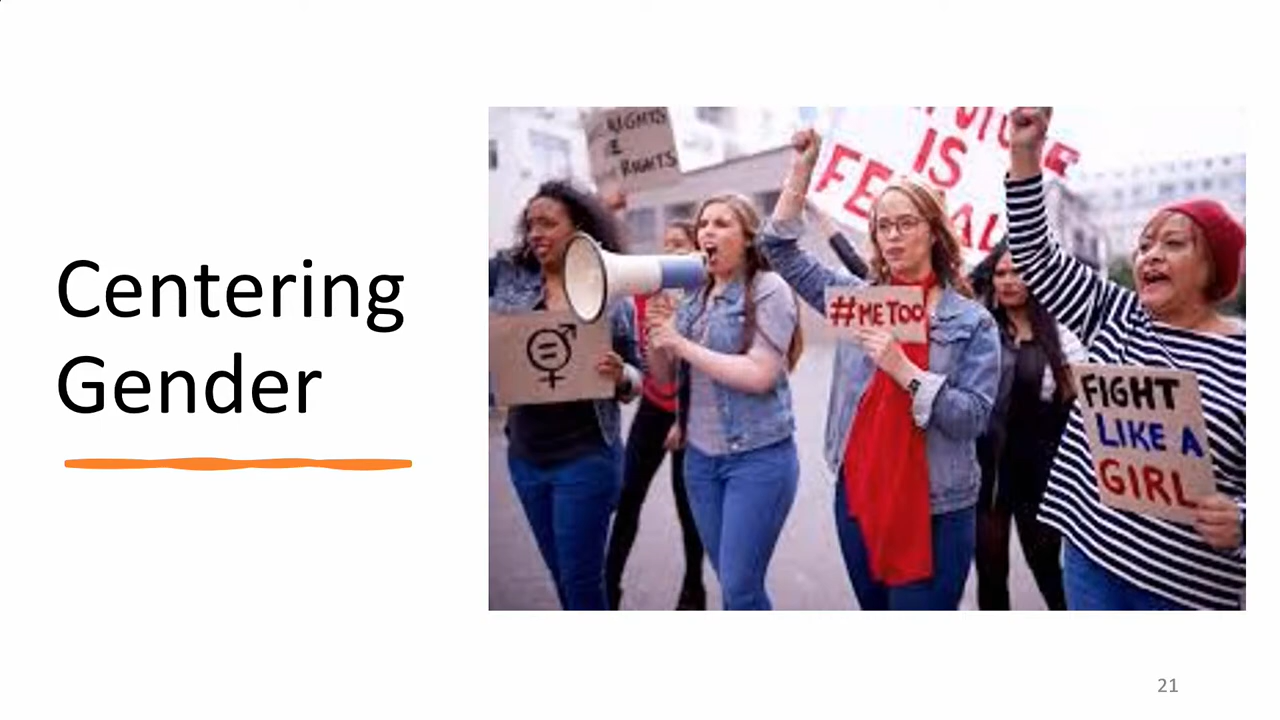 Centering
Gender
RIGHTS
RIGHTS
IS
#METOO
FIGHT
LIKE A
GIRL
21